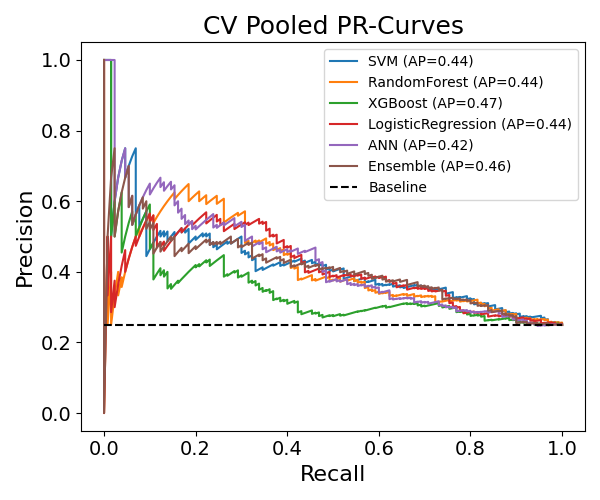 CV Pooled PR-Curves
SVM (AP=0.44)
RandomForest (AP=0.44)
XGBoost (AP=0.47)
LogisticRegression (AP=0.44)
ANN (AP=0.42)
Ensemble (AP=0.46)
Baseline
Precision
1.0
0.8
0.6
0.4
0.2
0.0
0.0 0.2 0.4 0.6 0.8 1.0
Recall